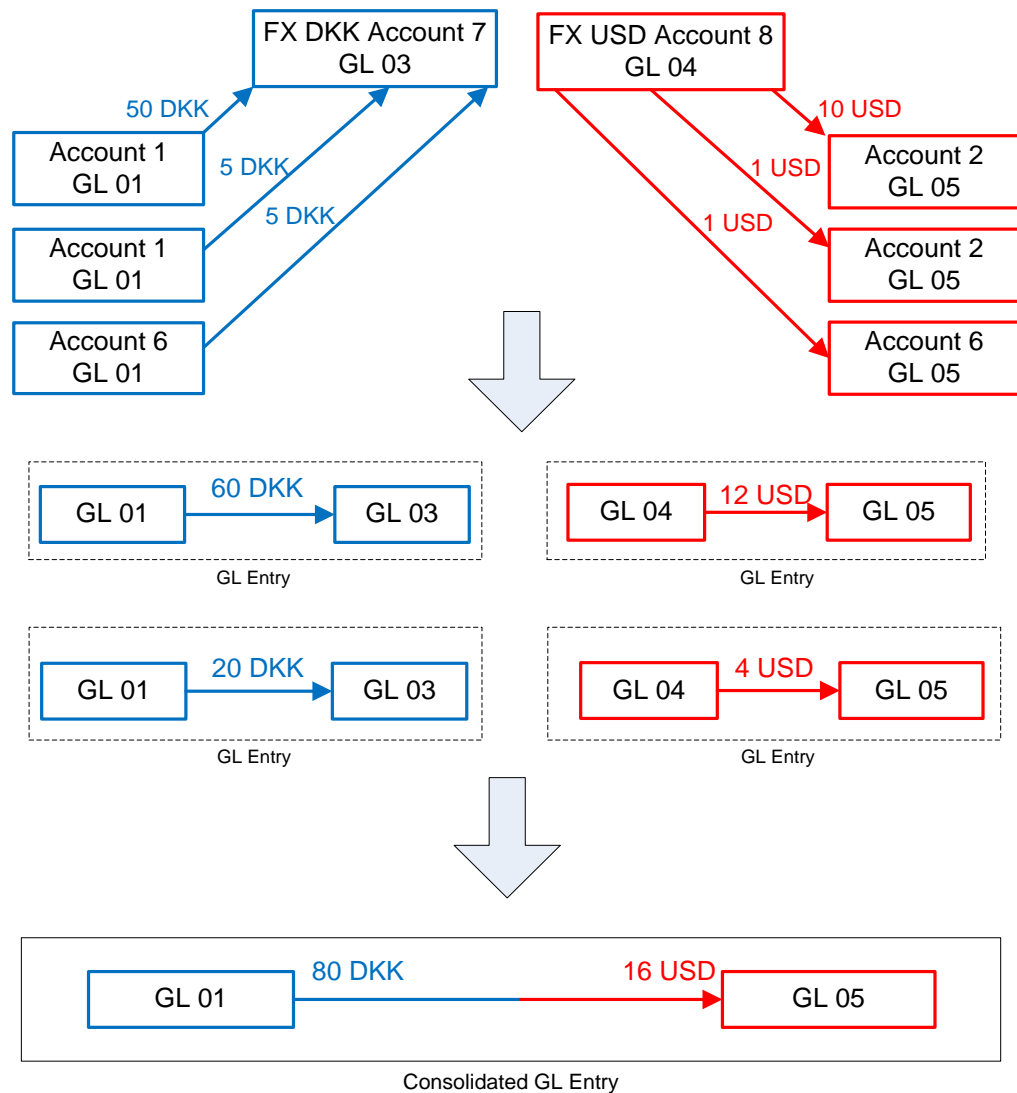 FX DKK Account 7
GL 03
FX USD Account 8
GL 04
50 DKK
10 USD
Account 1
GL 01
Account 2
GL 05
5 DKK
1 USD
5 DKK
1 USD
Account 1
GL 01
Account 2
GL 05
Account 6
GL 01
Account 6
GL 05
GL 01
60 DKK
GL 03
GL 04
12 USD
GL 05
GL Entry
GL Entry
GL 01
20 DKK
GL 03
GL 04
4 USD
GL 05
GL Entry
GL Entry
GL 01
80 DKK
16 USD
GL 05
Consolidated GL Entry